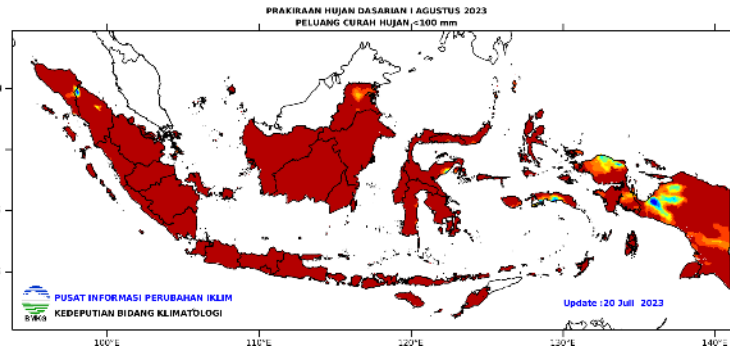 PRAKIRAAN HUJAN DASARIAN I AGUSTUS 2023
PELUANG CURAH HUJAN <100 mm
PUSAT INFORMASI PERUBAHAN IKLIM
KEDEPUTIAN BIDANG KLIMATOLOGI
BMKG
Update :20 Juli 2023
100°E 110°E 120°E 130°E 140°E